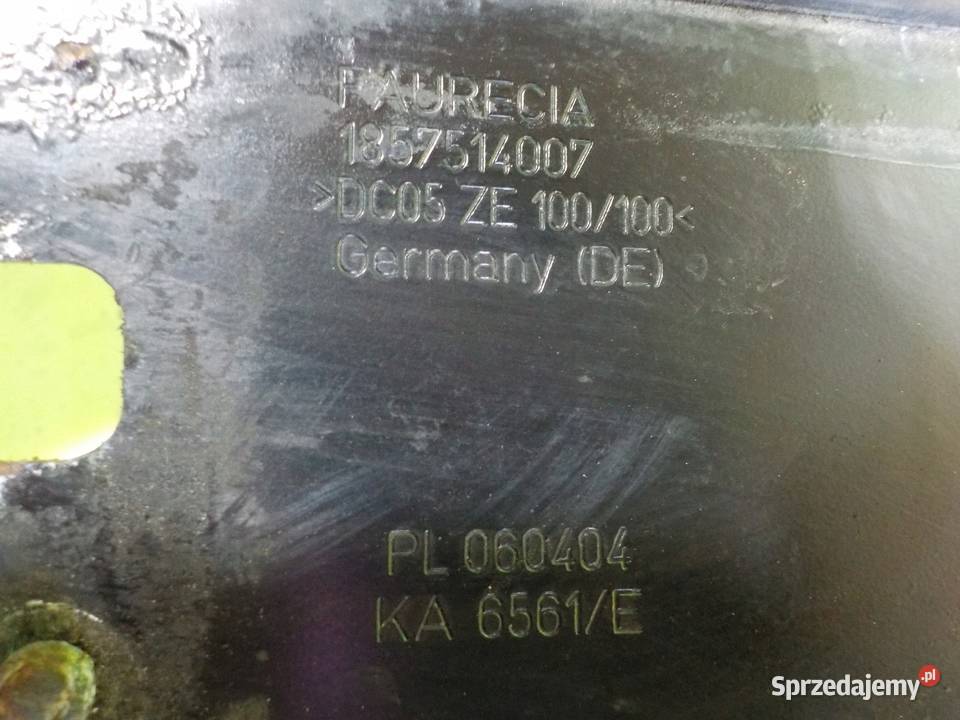 FAURECIA
1857514007
>DC05 ZE 100/100<
Germany (DE)
PL 060404
KA 6561/E
Sprzedajemy.pl